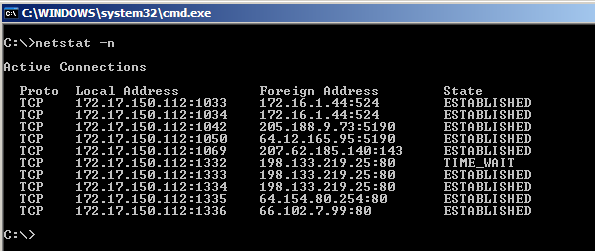 C:\WINDOWS\system32\cmd.exe
C:\>netstat -n
Active Connections
Proto Local Address Foreign Address State
TCP 172.17.150.112:1033 172.16.1.44:524 ESTABLISHED
TCP 172.17.150.112:1034 172.16.1.44:524 ESTABLISHED
TCP 172.17.150.112:1042 205.188.9.73:5190 ESTABLISHED
TCP 172.17.150.112:1050 64.12.165.95:5190 ESTABLISHED
TCP 172.17.150.112:1069 207.62.185.140:143 ESTABLISHED
TCP 172.17.150.112:1332 198.133.219.25:80 TIME_WAIT
TCP 172.17.150.112:1333 198.133.219.25:80 ESTABLISHED
TCP 172.17.150.112:1334 198.133.219.25:80 ESTABLISHED
TCP 172.17.150.112:1335 64.154.80.254:80 ESTABLISHED
TCP 172.17.150.112:1336 66.102.7.99:80 ESTABLISHED
C:\>